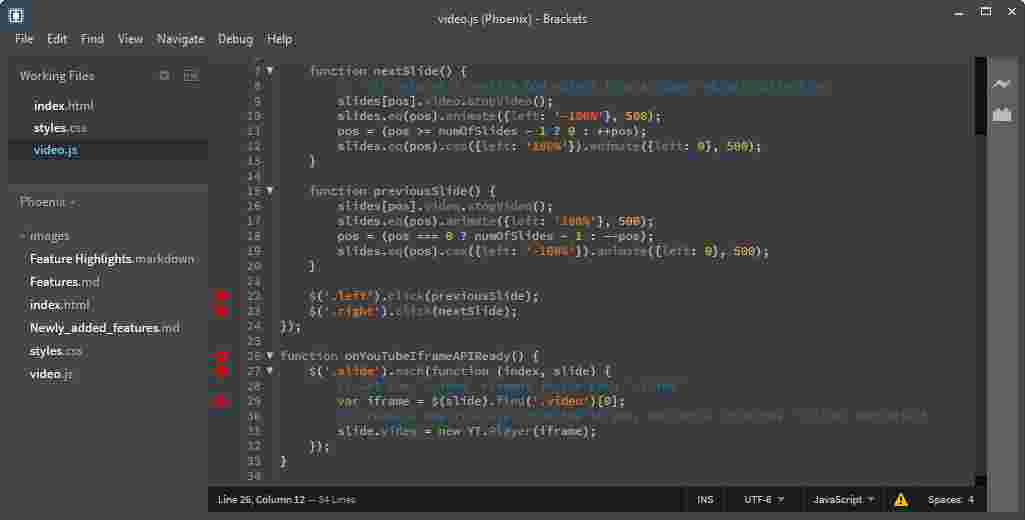 video.js (Phoenix) - Brackets
File Edit Find View Navigate Debug Help
Working Files
index.html
styles.css
video.js
Phoenix
images
Feature Highlights.markdown
Features.md
index.html
Newly_added_features.md
styles.css
video.js
7 function nextSlide() {
8
9 slides[pos].video.stopVideo();
10 slides.eq(pos).animate({left: '-100%'}, 500);
11 pos = (pos >= numOfSlides - 1 ? 0 : ++pos);
12 slides.eq(pos).css({left: '100%'}).animate({left: 0}, 500);
13 }
14
15 function previousSlide() {
16 slides[pos].video.stopVideo();
17 slides.eq(pos).animate({left: '100%'}, 500);
18 pos = (pos === 0 ? numOfSlides - 1 : --pos);
19 slides.eq(pos).css({left: '-100%'}).animate({left: 0}, 500);
20 }
21
22 $('.left').click(previousSlide);
23 $('.right').click(nextSlide);
24 });
25
26 function onYouTubeIframeAPIReady() {
27 $('.slide').each(function (index, slide) {
28
29 var iframe = $(slide).find('.video')[0];
30
31 slide.video = new YT.Player(iframe);
32 });
33 }
34
Line 26, Column 12 — 34 Lines
INS UTF-8 JavaScript Spaces: 4